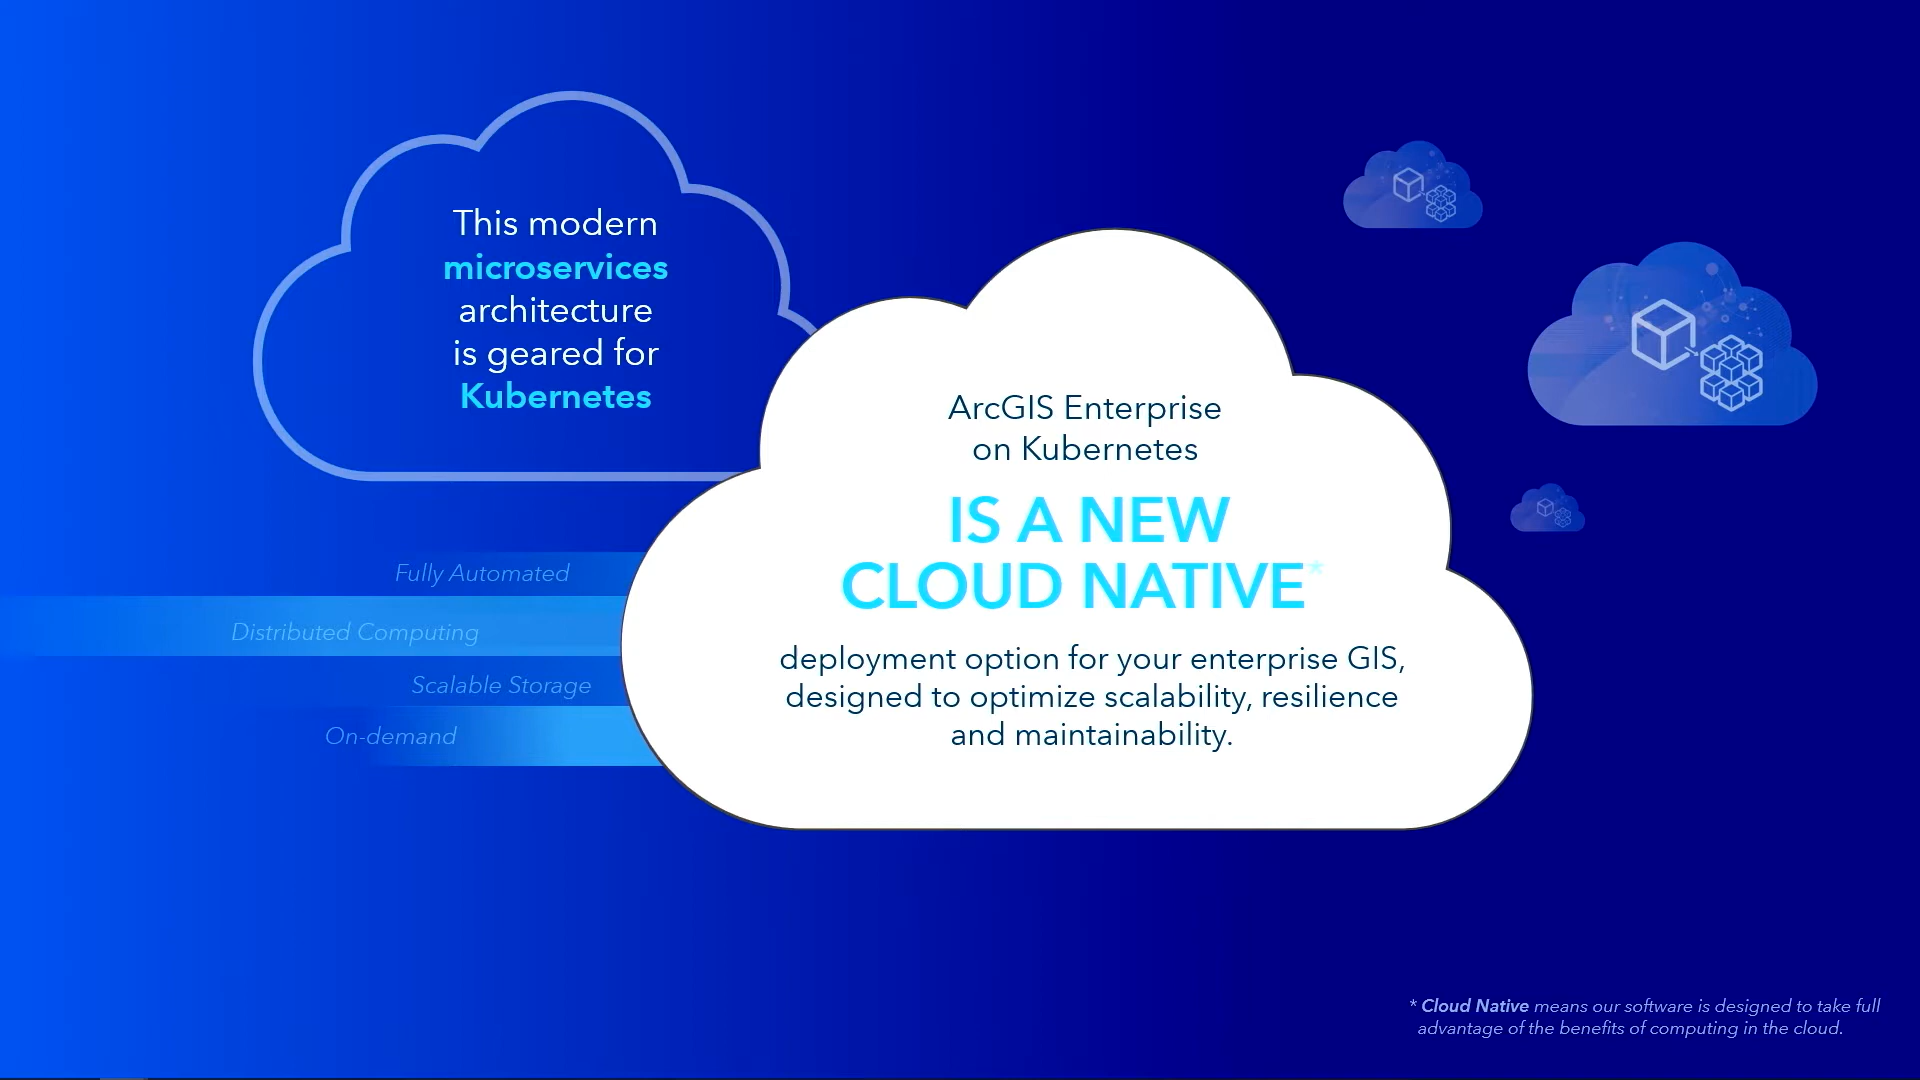 This modern
microservices
architecture
is geared for
Kubernetes
ArcGIS Enterprise
on Kubernetes
IS A NEW
CLOUD NATIVE*
deployment option for your enterprise GIS,
designed to optimize scalability, resilience
and maintainability.
Fully Automated
Distributed Computing
Scalable Storage
On-demand
* Cloud Native means our software is designed to take full
advantage of the benefits of computing in the cloud.